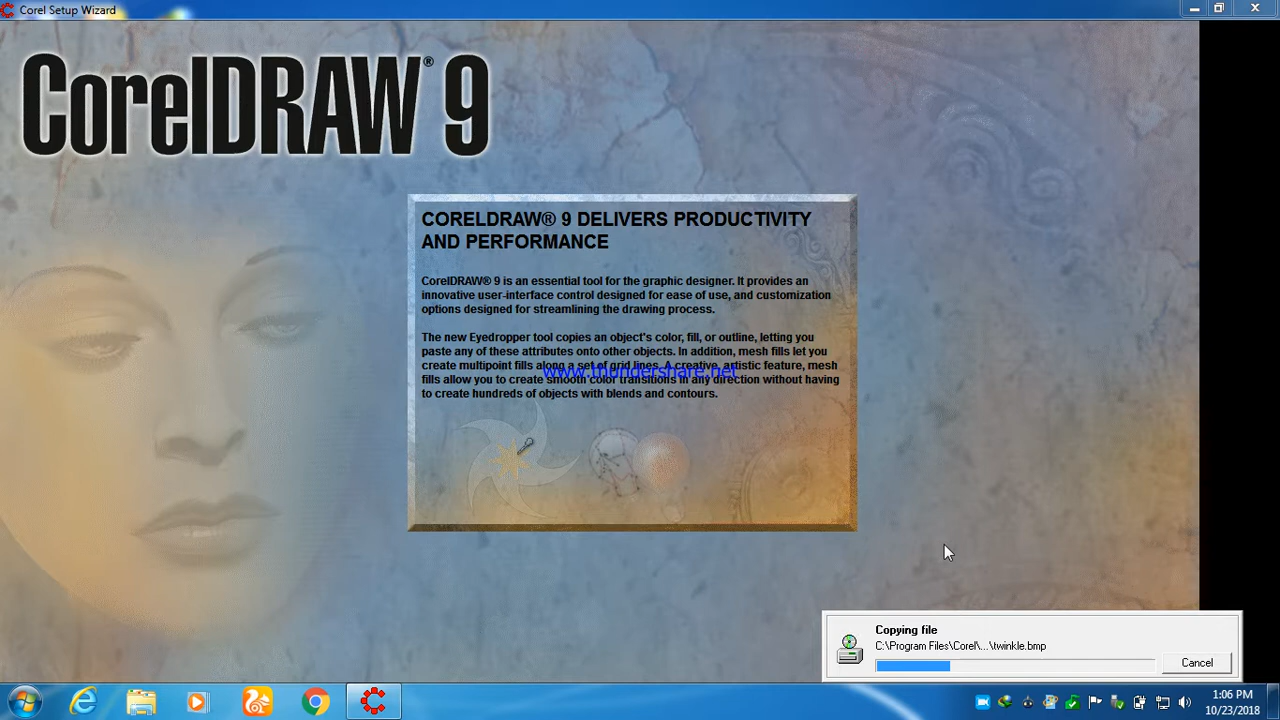 Corel Setup Wizard
CorelDRAW® 9
CORELDRAW® 9 DELIVERS PRODUCTIVITY
AND PERFORMANCE
CorelDRAW® 9 is an essential tool for the graphic designer. It provides an
innovative user-interface control designed for ease of use, and customization
options designed for streamlining the drawing process.
The new Eyedropper tool copies an object's color, fill, or outline, letting you
paste any of these attributes onto other objects. In addition, mesh fills let you
create multipoint fills along a set of grid lines. A creative, artistic feature, mesh
www.thundershare.net
fills allow you to create smooth color transitions in any direction without having
to create hundreds of objects with blends and contours.
Copying file
C:\Program Files\Corel\...\twinkle.bmp
Cancel
1:06 PM
10/23/2018